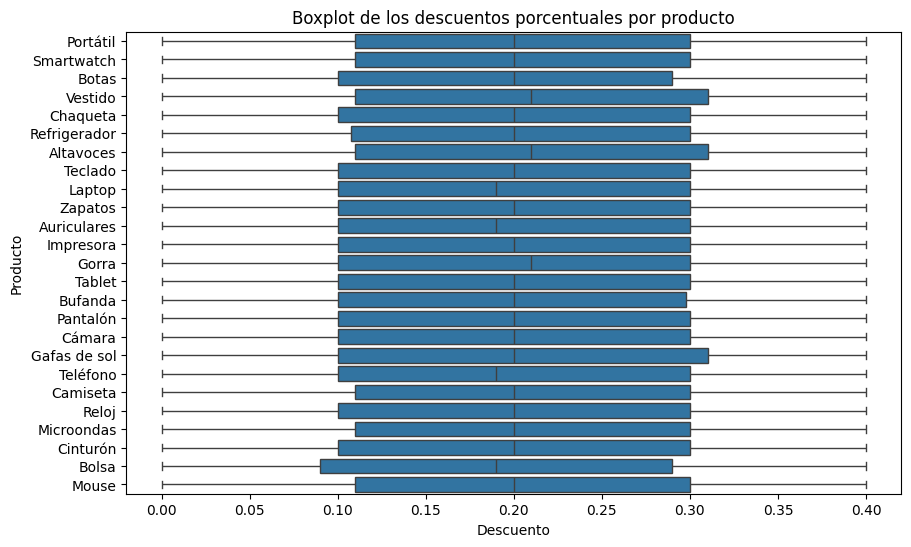 Boxplot de los descuentos porcentuales por producto
Producto
Portátil
Smartwatch
Botas
Vestido
Chaqueta
Refrigerador
Altavoces
Teclado
Laptop
Zapatos
Auriculares
Impresora
Gorra
Tablet
Bufanda
Pantalón
Cámara
Gafas de sol
Teléfono
Camiseta
Reloj
Microondas
Cinturón
Bolsa
Mouse
0.00 0.05 0.10 0.15 0.20 0.25 0.30 0.35 0.40
Descuento